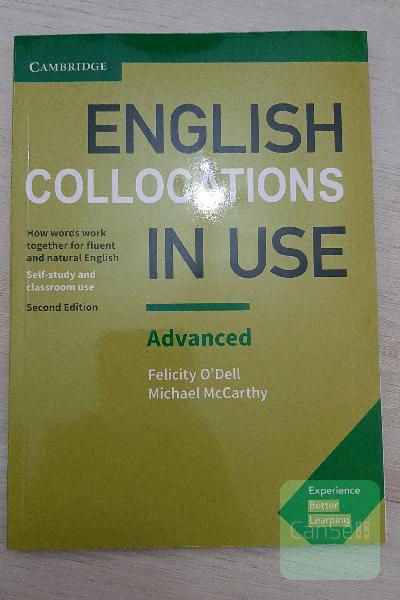 CAMBRIDGE
ENGLISH
COLLOCATIONS
IN USE
How words work
together for fluent
and natural English
Self-study and
classroom use
Second Edition
Advanced
Felicity O'Dell
Michael McCarthy
Experience
Better
Learning